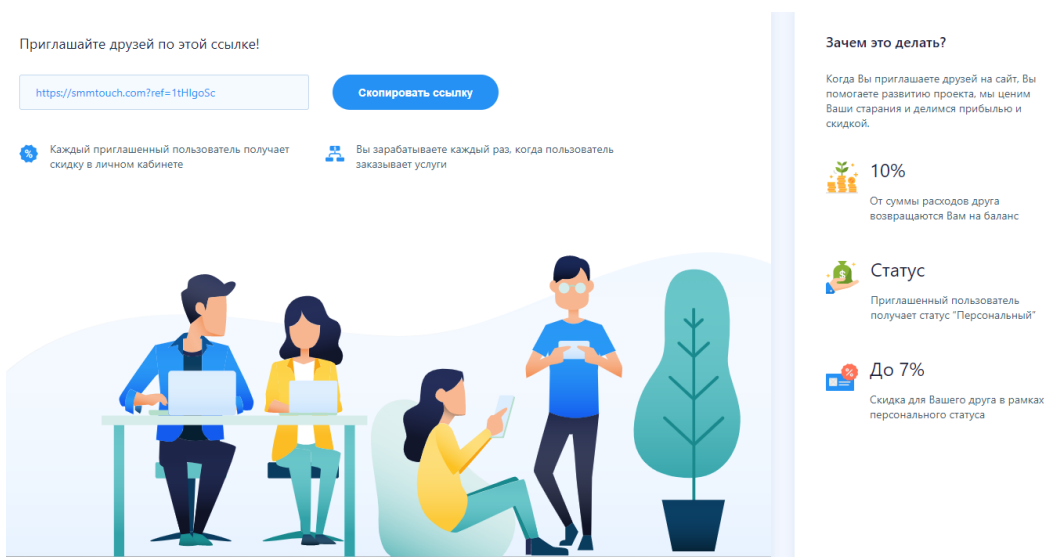 Приглашайте друзей по этой ссылке!
https://smmtouch.com?ref=1tHIgoSc
Скопировать ссылку
Каждый приглашенный пользователь получает
скидку в личном кабинете
Вы зарабатываете каждый раз, когда пользователь
заказывает услуги
Зачем это делать?
Когда Вы приглашаете друзей на сайт, Вы
помогаете развитию проекта, мы ценим
Ваши старания и делимся прибылью и
скидкой.
10%
От суммы расходов друга
возвращаются Вам на баланс
Статус
Приглашенный пользователь
получает статус "Персональный"
До 7%
Скидка для Вашего друга в рамках
персонального статуса